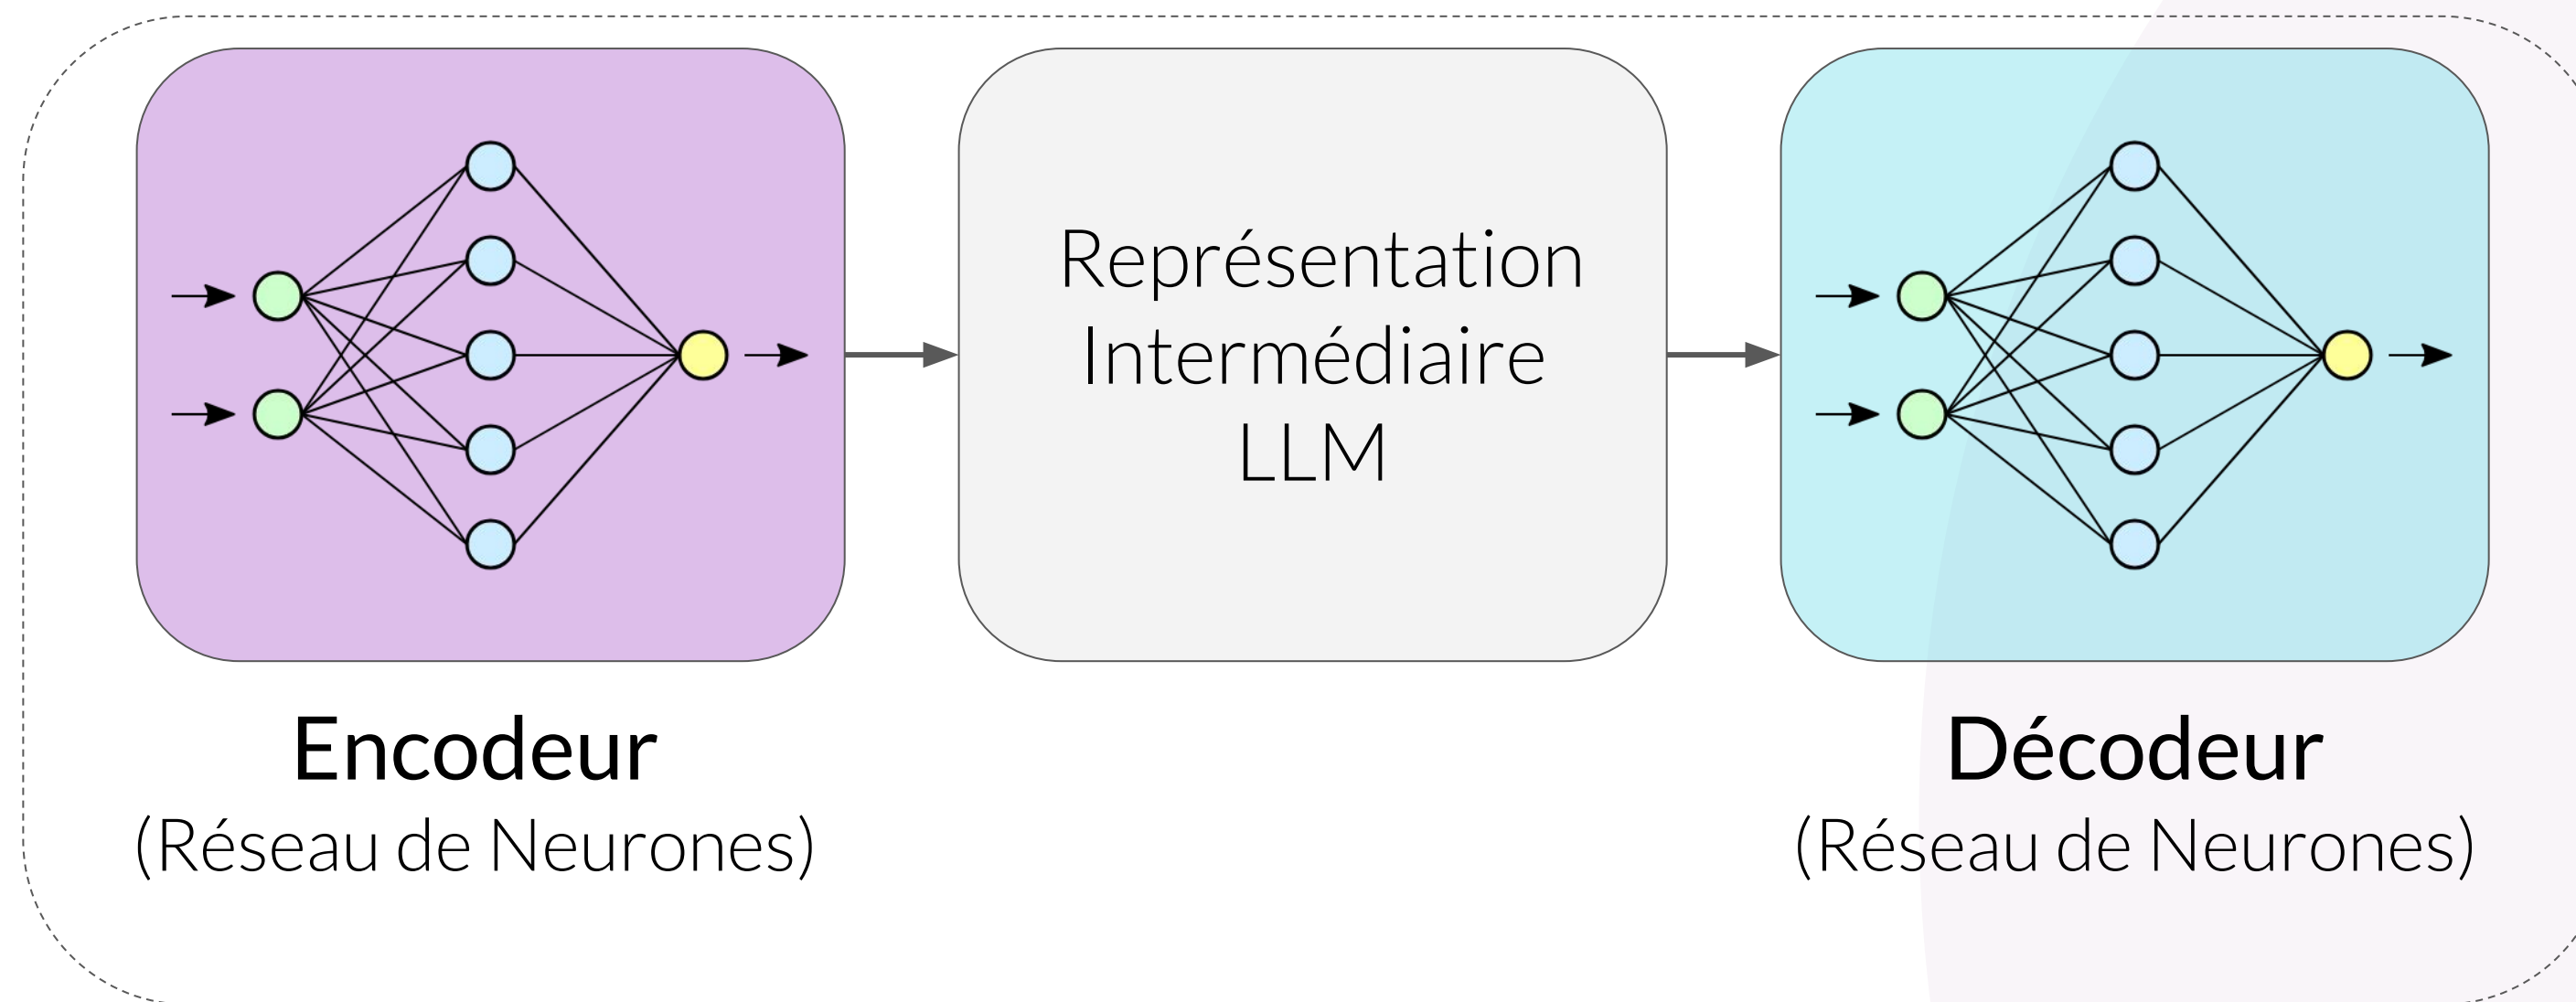 Représentation
Intermédiaire
LLM
Encodeur
(Réseau de Neurones)
Décodeur
(Réseau de Neurones)